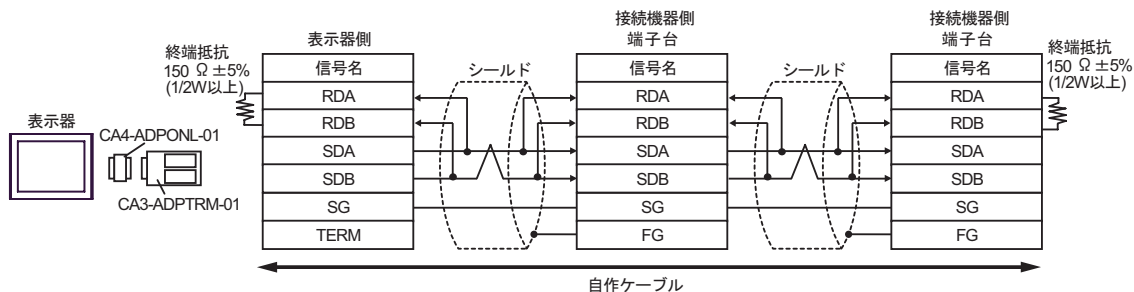 終端抵抗
150 Ω ±5%
(1/2W以上)
表示器
CA4-ADPONL-01
CA3-ADPTRM-01
表示器側
信号名
RDA
RDB
SDA
SDB
SG
TERM
シールド
接続機器側
端子台
信号名
RDA
RDB
SDA
SDB
SG
FG
シールド
接続機器側
端子台
信号名
RDA
RDB
SDA
SDB
SG
FG
終端抵抗
150 Ω ±5%
(1/2W以上)
自作ケーブル